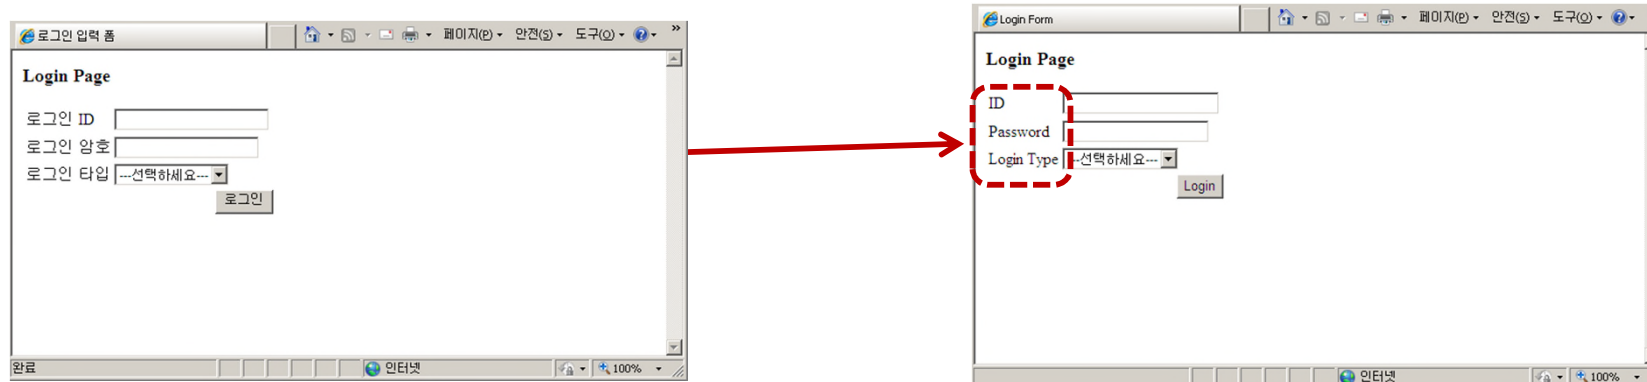 로그인 입력 폼
페이지(P) 안전(S) 도구(O)
Login Page
로그인 ID
로그인 암호
로그인 타입 ---선택하세요---
로그인
완료 인터넷 100%
Login Form
페이지(P) 안전(S) 도구(O)
Login Page
ID
Password
Login Type --선택하세요---
Login
인터넷 100%